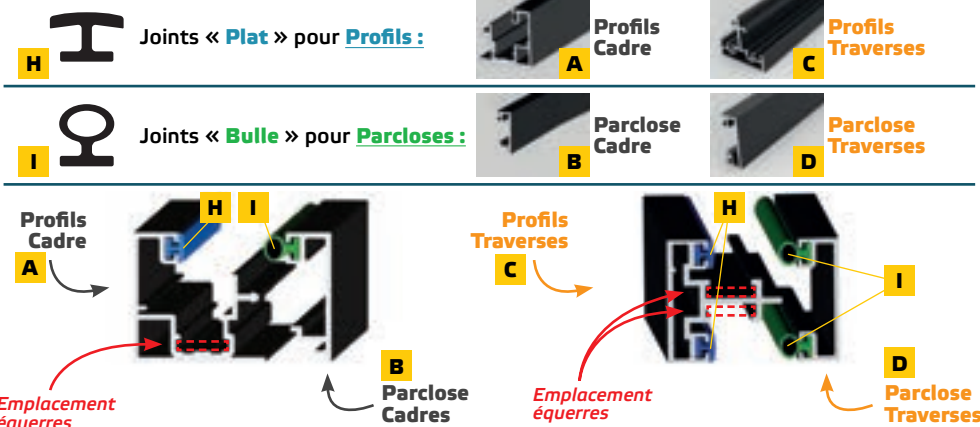 H
Joints « Plat » pour Profils :
A
Profils
Cadre
C
Profils
Traverses
I
Joints « Bulle » pour Parcloses :
B
Parclose
Cadre
D
Parclose
Traverses
Profils
Cadre
A
H
I
Emplacement
équerres
B
Parclose
Cadres
Profils
Traverses
C
H
I
Emplacement
équerres
D
Parclose
Traverses